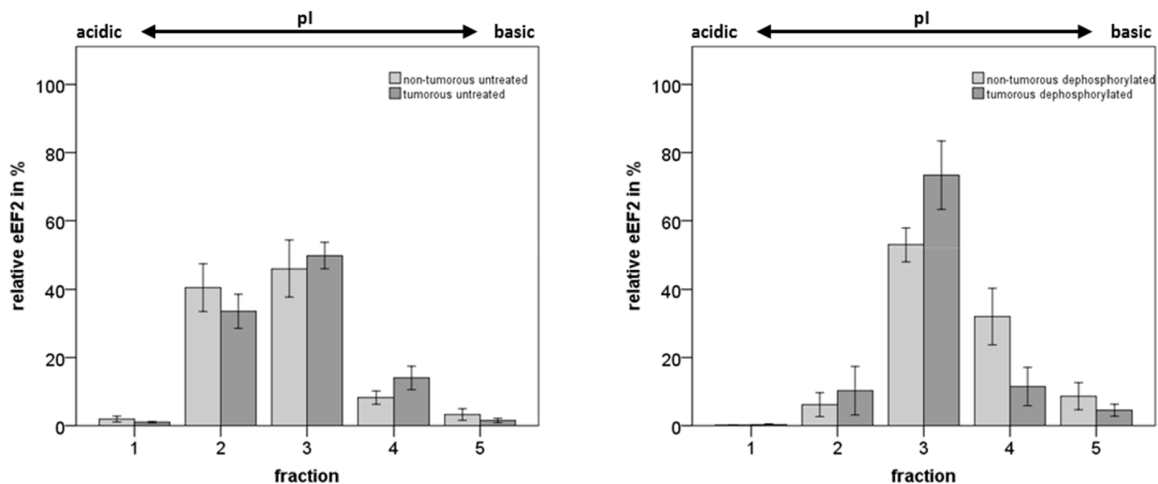 pI
acidic basic
non-tumorous untreated
tumorous untreated
100
80
60
40
20
0
relative eEF2 in %
1 2 3 4 5
fraction
pI
acidic basic
non-tumorous dephosphorylated
tumorous dephosphorylated
100
80
60
40
20
0
relative eEF2 in %
1 2 3 4 5
fraction